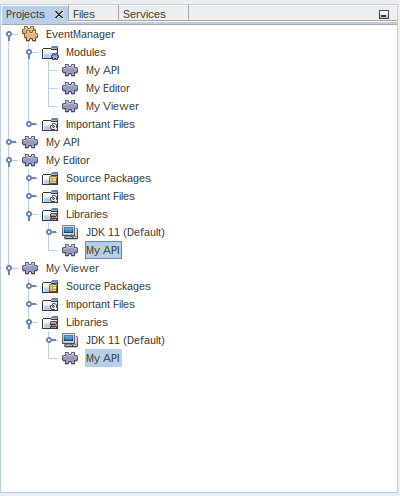 Projects Files Services
EventManager
Modules
My API
My Editor
My Viewer
Important Files
My API
My Editor
Source Packages
Important Files
Libraries
JDK 11 (Default)
My API
My Viewer
Source Packages
Important Files
Libraries
JDK 11 (Default)
My API